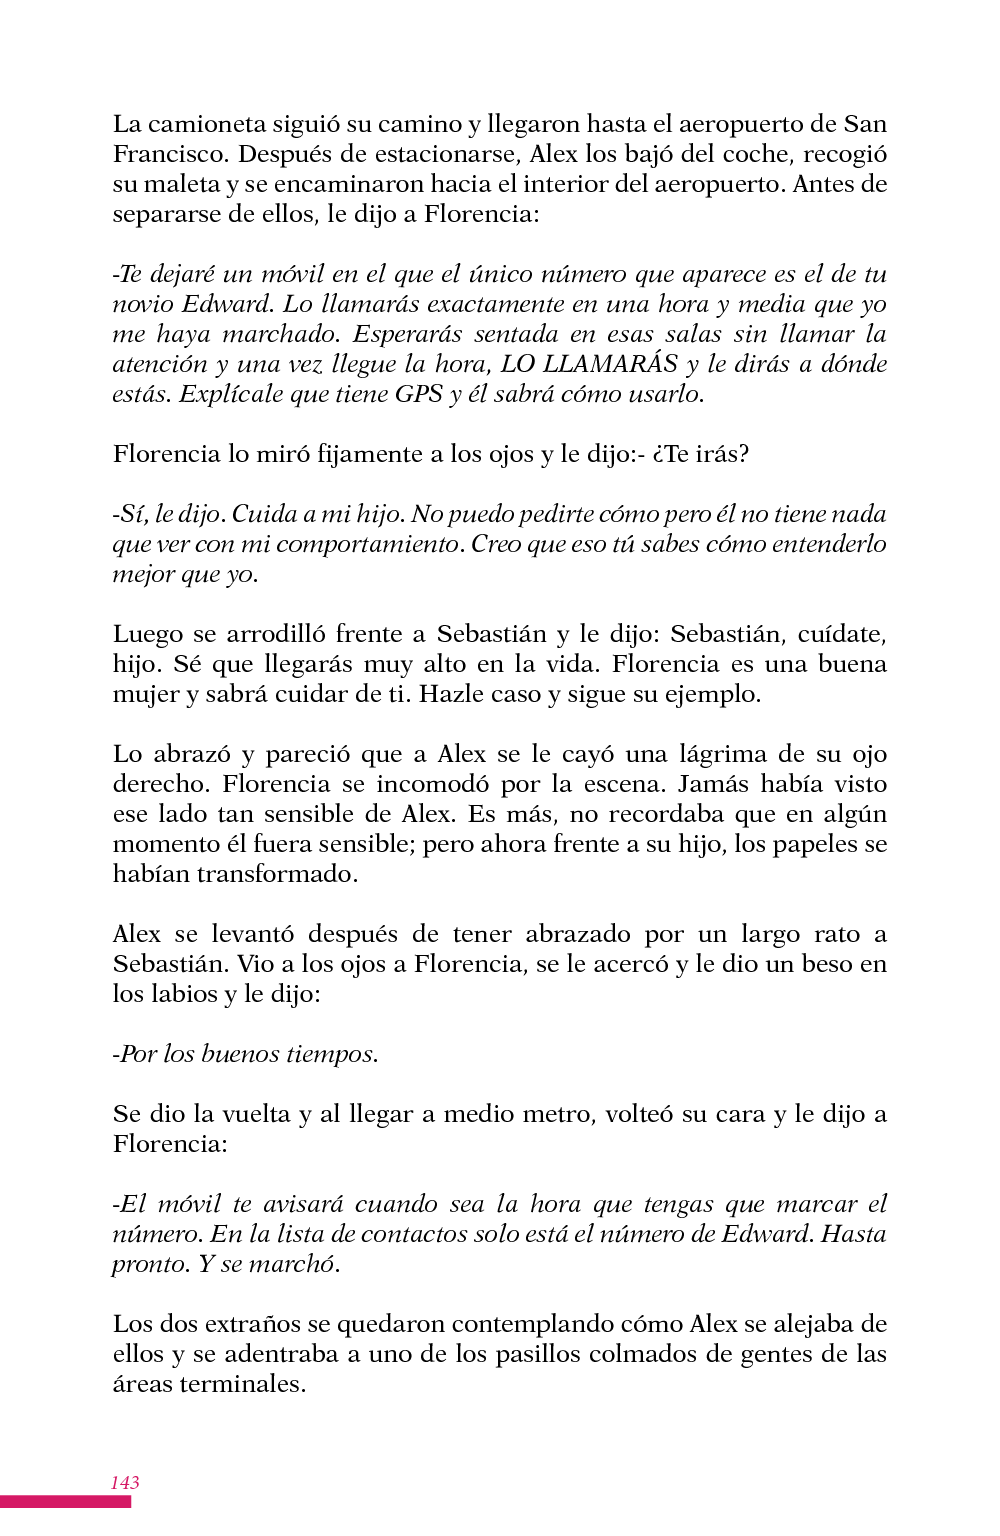 La camioneta siguió su camino y llegaron hasta el aeropuerto de San
Francisco. Después de estacionarse, Alex los bajó del coche, recogió
su maleta y se encaminaron hacia el interior del aeropuerto. Antes de
separarse de ellos, le dijo a Florencia:
-Te dejaré un móvil en el que el único número que aparece es el de tu
novio Edward. Lo llamarás exactamente en una hora y media que yo
me haya marchado. Esperarás sentada en esas salas sin llamar la
atención y una vez llegue la hora, LO LLAMARÁS y le dirás a dónde
estás. Explícale que tiene GPS y él sabrá cómo usarlo.
Florencia lo miró fijamente a los ojos y le dijo:- ¿Te irás?
-Sí, le dijo. Cuida a mi hijo. No puedo pedirte cómo pero él no tiene nada
que ver con mi comportamiento. Creo que eso tú sabes cómo entenderlo
mejor que yo.
Luego se arrodilló frente a Sebastián y le dijo: Sebastián, cuídate,
hijo. Sé que llegarás muy alto en la vida. Florencia es una buena
mujer y sabrá cuidar de ti. Hazle caso y sigue su ejemplo.
Lo abrazó y pareció que a Alex se le cayó una lágrima de su ojo
derecho. Florencia se incomodó por la escena. Jamás había visto
ese lado tan sensible de Alex. Es más, no recordaba que en algún
momento él fuera sensible; pero ahora frente a su hijo, los papeles se
habían transformado.
Alex se levantó después de tener abrazado por un largo rato a
Sebastián. Vio a los ojos a Florencia, se le acercó y le dio un beso en
los labios y le dijo:
-Por los buenos tiempos.
Se dio la vuelta y al llegar a medio metro, volteó su cara y le dijo a
Florencia:
-El móvil te avisará cuando sea la hora que tengas que marcar el
número. En la lista de contactos solo está el número de Edward. Hasta
pronto. Y se marchó.
Los dos extraños se quedaron contemplando cómo Alex se alejaba de
ellos y se adentraba a uno de los pasillos colmados de gentes de las
áreas terminales.
143